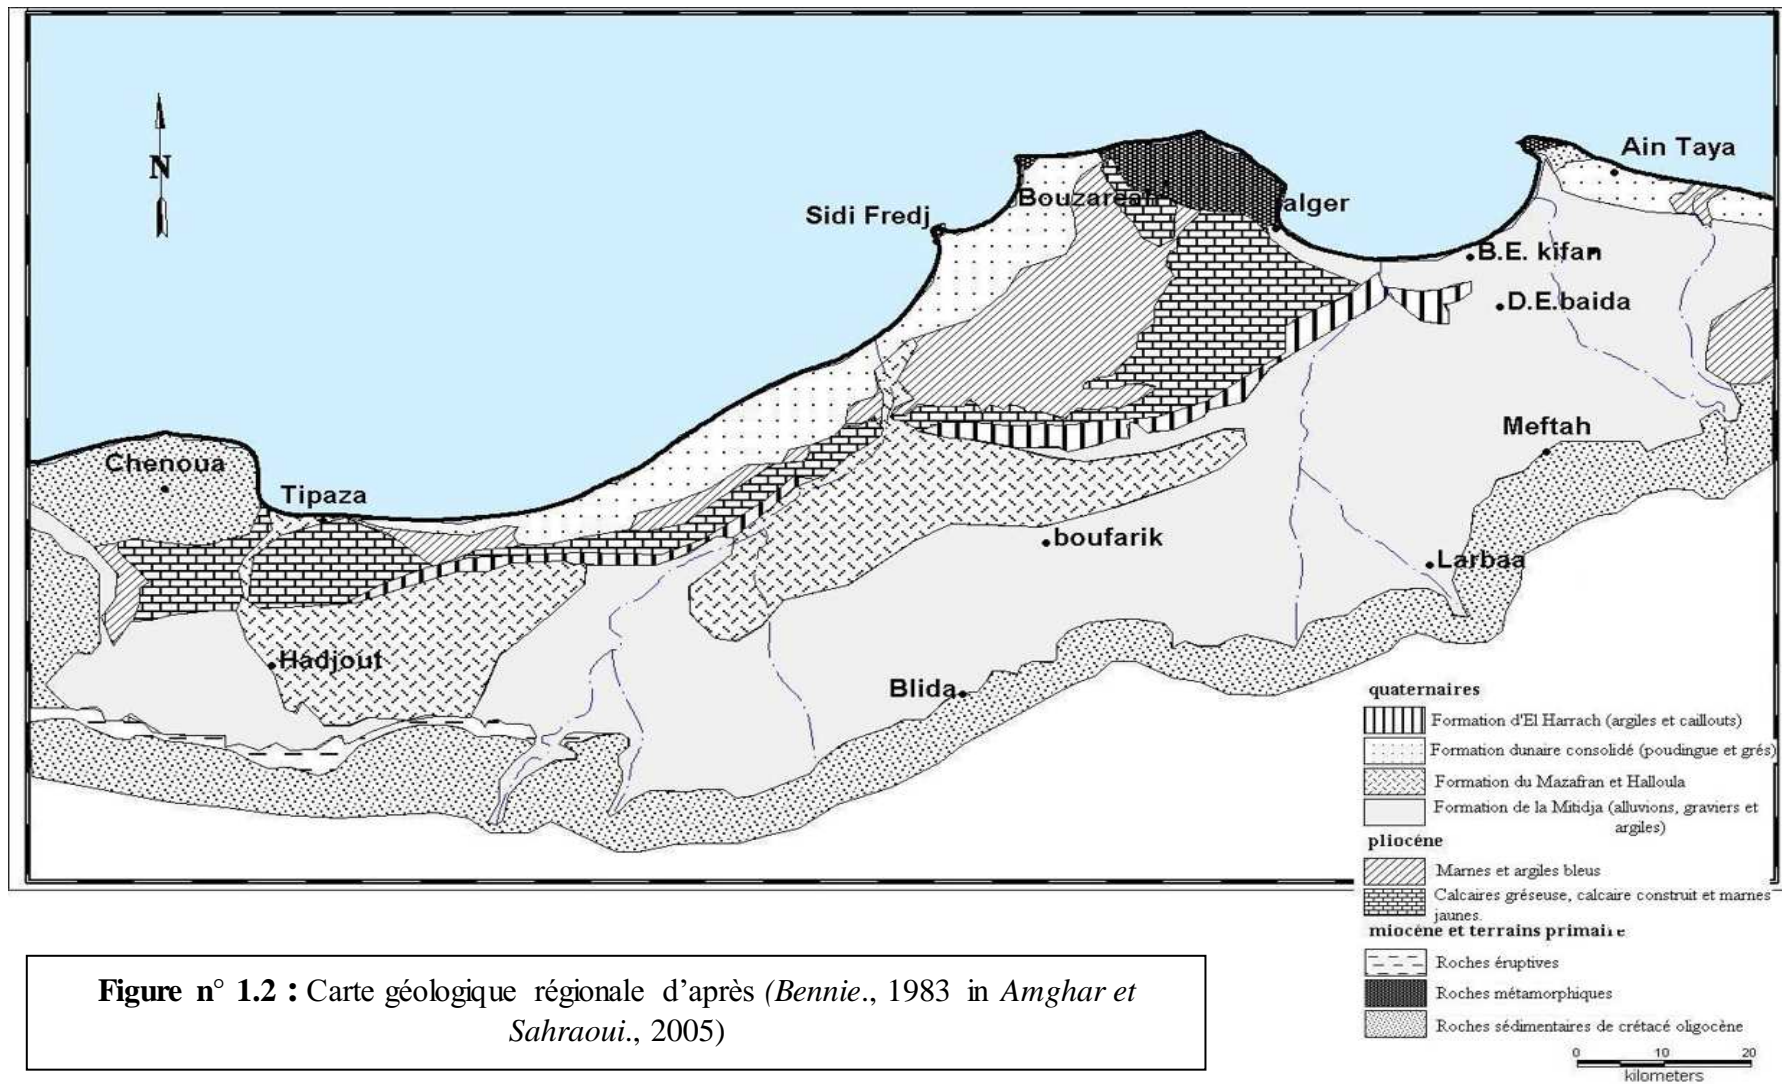 N
Ain Taya
Bouzareah
Sidi Fredj
alger
B.E. kifan
D.E.baida
Meftah
Chenoua
Tipaza
boufarik
Larbaa
Hadjout
Blida
quaternaires
Formation d'El Harrach (argiles et caillouts)
Formation dunaire consolidé (poudingue et grés)
Formation du Mazafran et Halloula
Formation de la Mitidja (alluvions, graviers et
argiles)
pliocéne
Marnes et argiles bleus
Calcaires gréseuse, calcaire construit et marnes
jaunes.
miocéne et terrains primaire
Roches éruptives
Roches métamorphiques
Roches sédimentaires de crétacé oligocène
0 10 20
kilometers
Figure n° 1.2 : Carte géologique régionale d’après (Bennie., 1983 in Amghar et
Sahraoui., 2005)